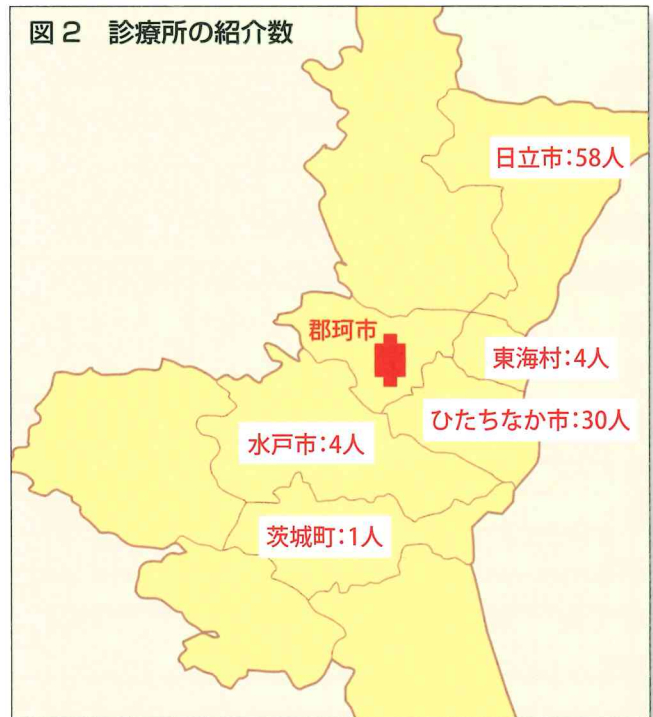 図2 診療所の紹介数
日立市:58人
郡珂市
東海村:4人
ひたちなか市:30人
水戸市:4人
茨城町:1人